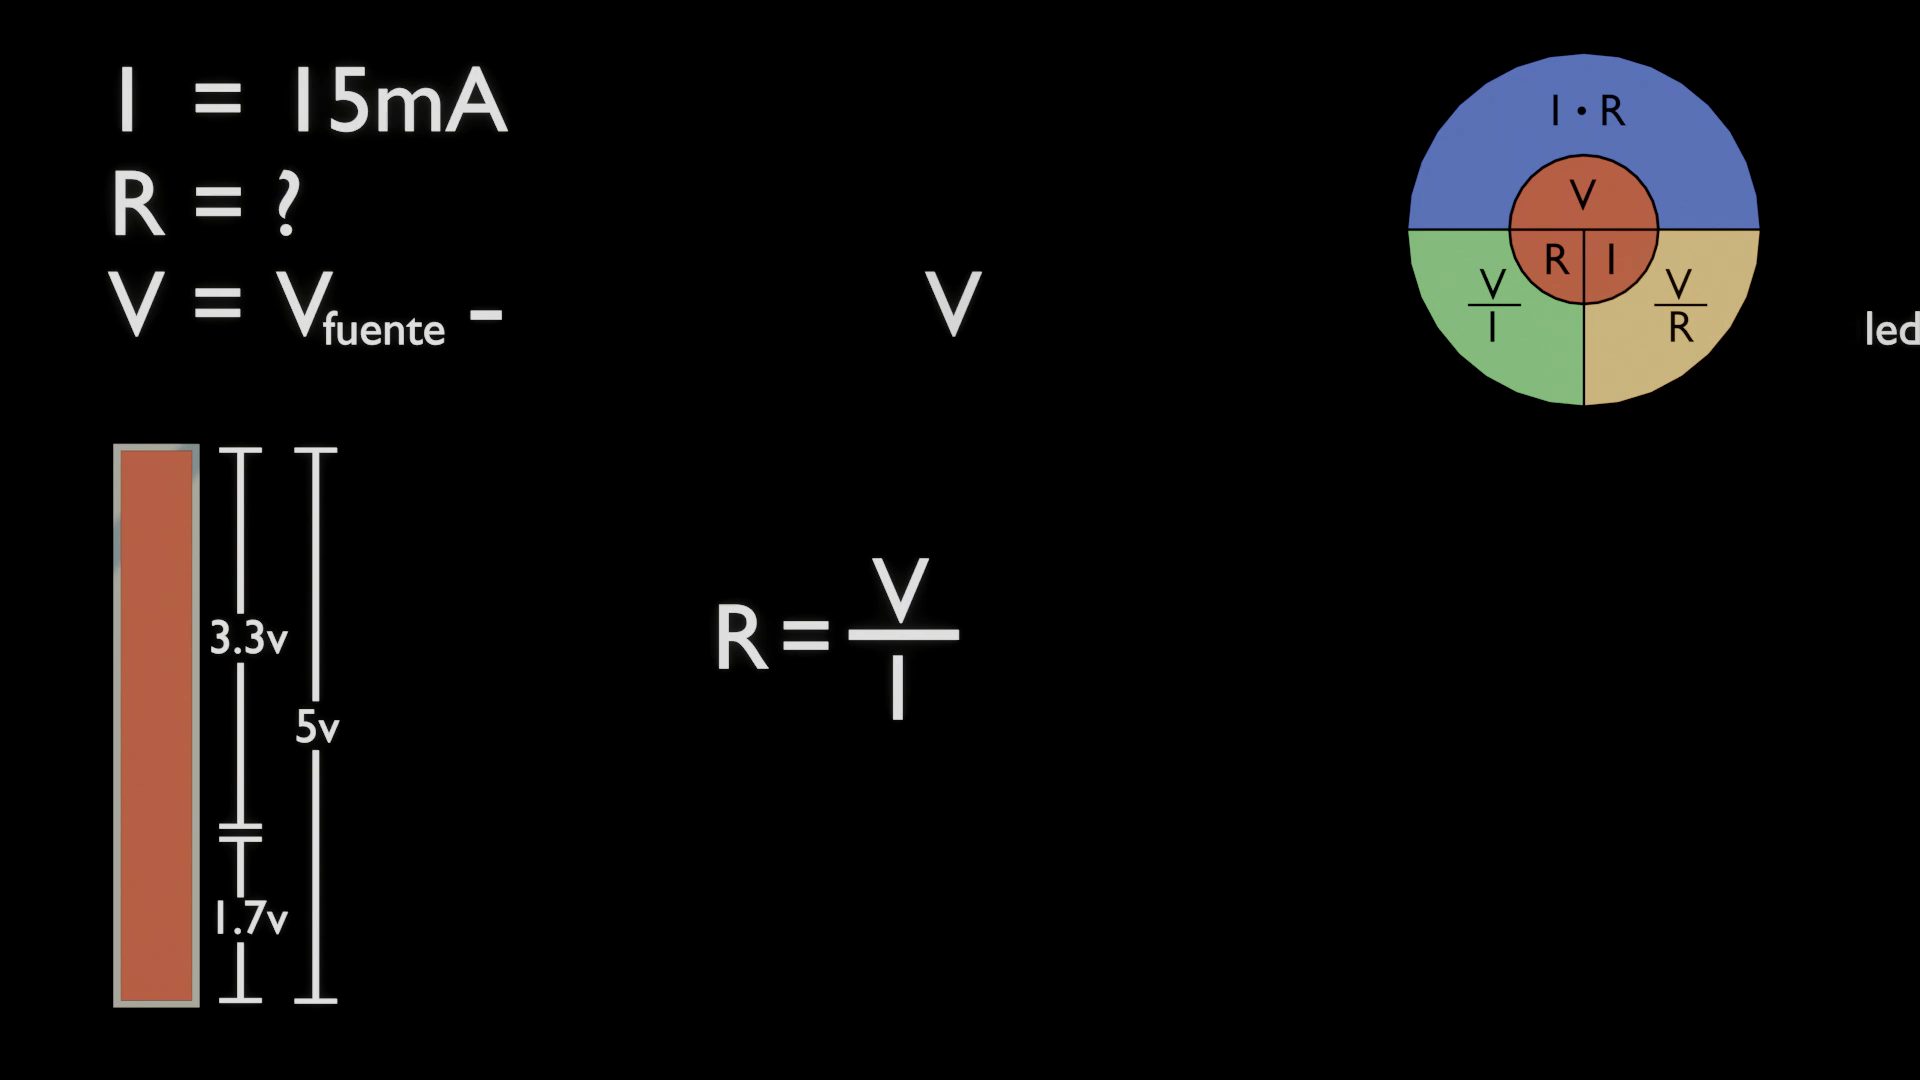 I = 15mA
R = ?
V = Vfuente - V led
I • R
V
R I
V
I
V
R
3.3v
5v
1.7v
R = V
I